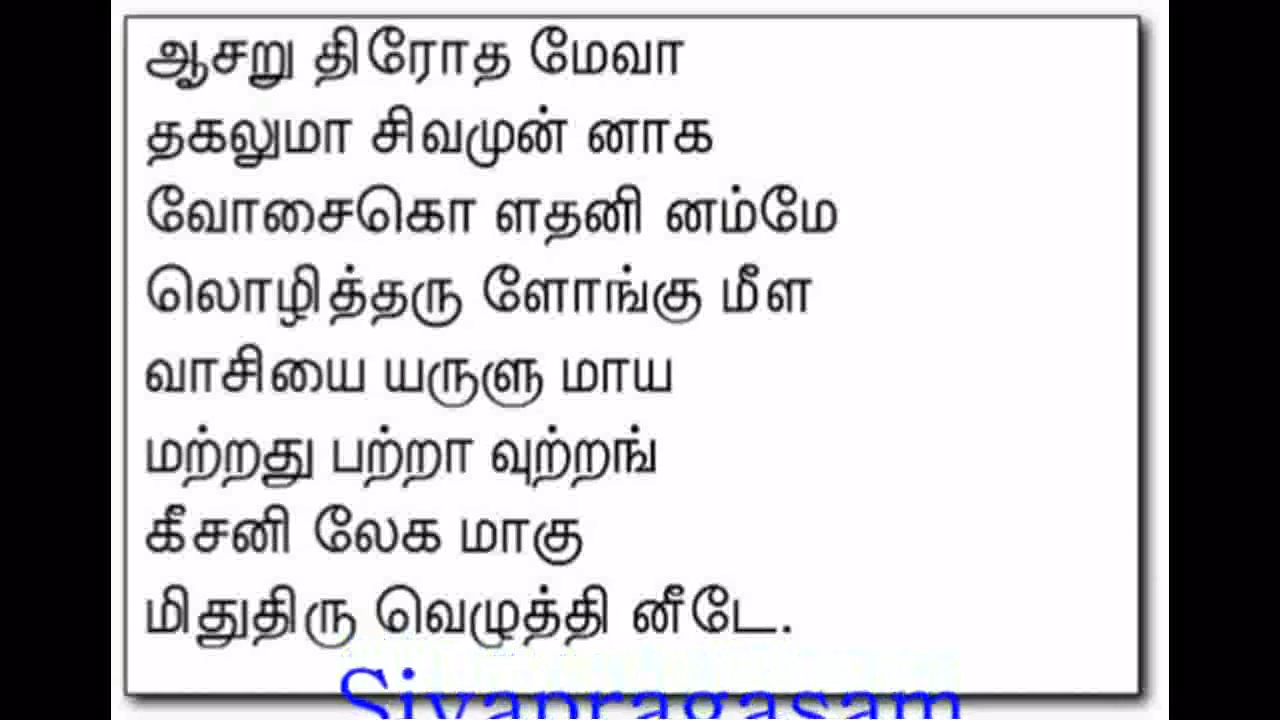 ஆசறு திரோத மேவா
தகலுமா சிவமுன் னாக
வோசைகொ ளதனி னம்மே
லொழித்தரு ளோங்கு மீள
வாசியை யருளு மாய
மற்றது பற்றா வுற்றங்
கீசனி லேக மாகு
மிதுதிரு வெழுத்தி னீடே.
Sivapragasam